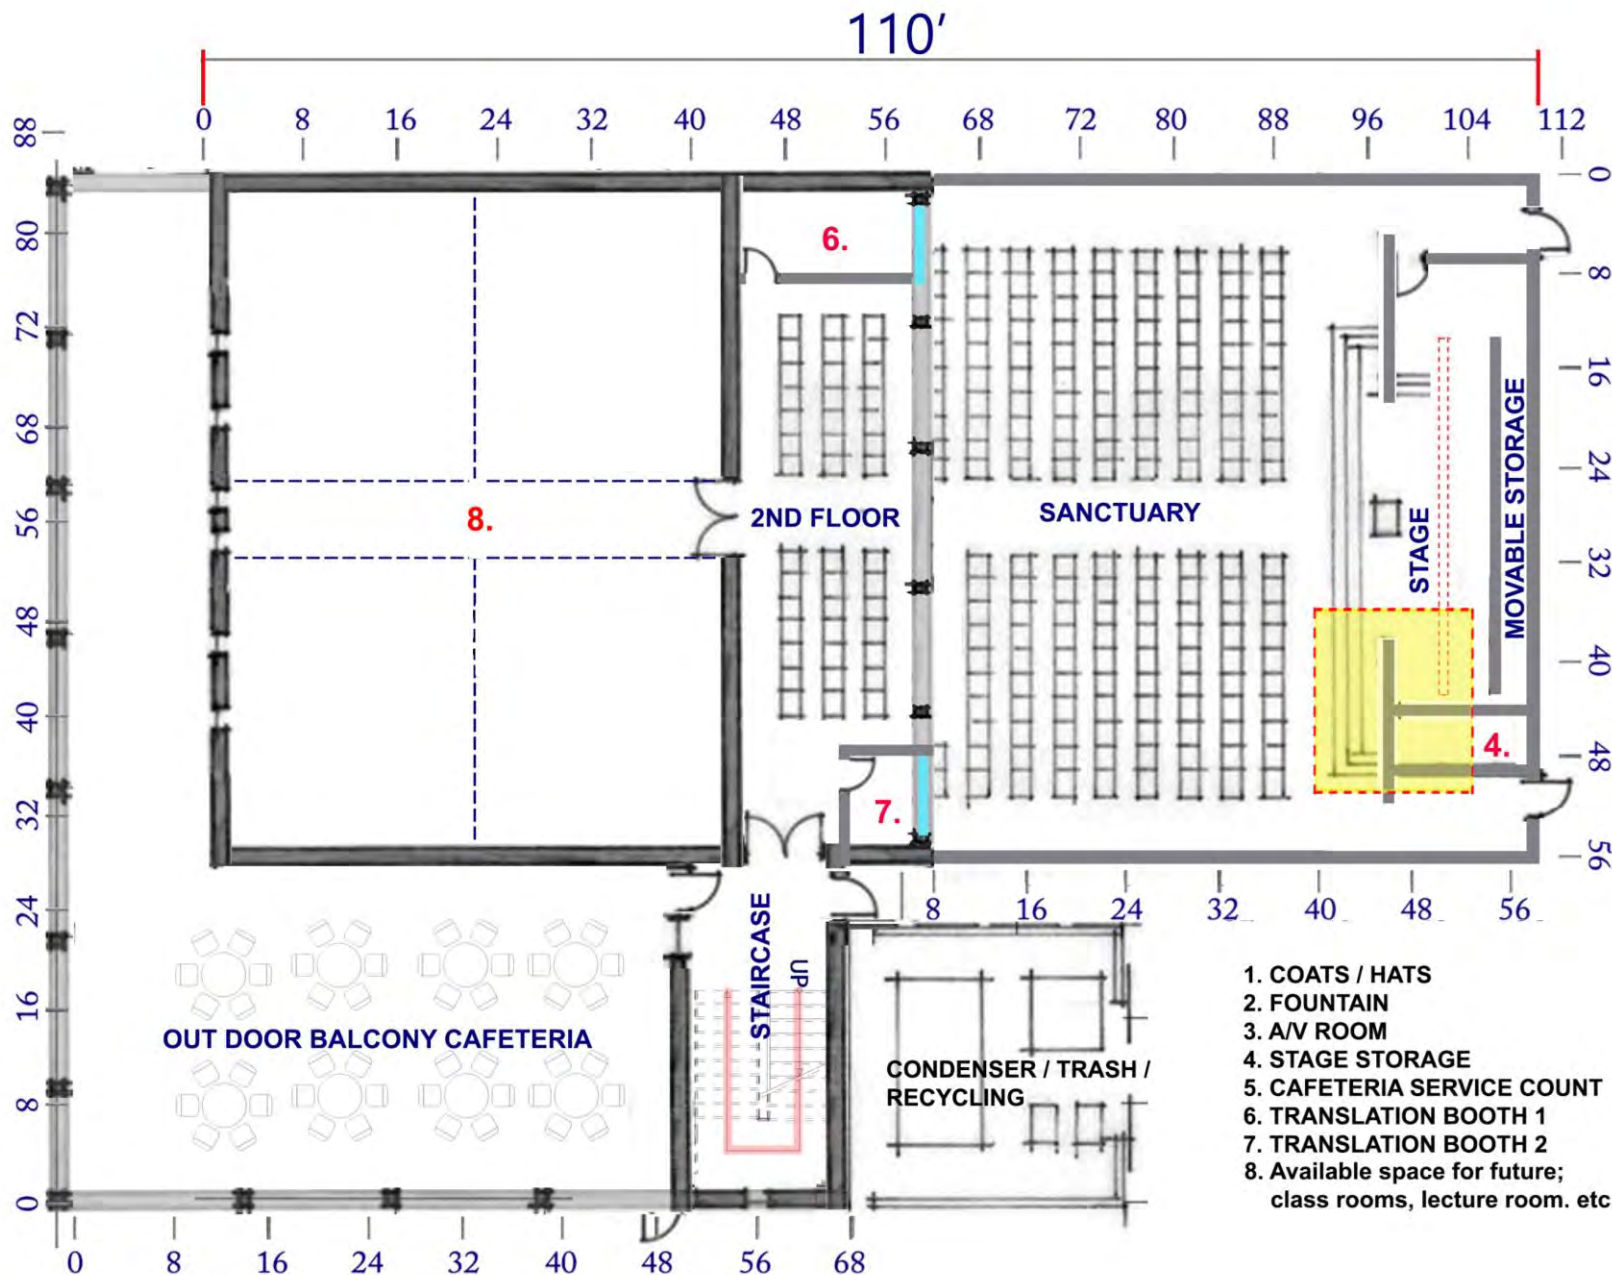 110’
0 8 16 24 32 40 48 56 68 72 80 88 96 104 112
88
80
72
68
56
48
40
32
24
16
8
0
0
8
16
24
32
40
48
56
6.
8.
2ND FLOOR
SANCTUARY
STAGE
MOVABLE STORAGE
4.
7.
8 16 24 32 40 48 56
STAIRCASE
UP
OUT DOOR BALCONY CAFETERIA
CONDENSER / TRASH /
RECYCLING
1. COATS / HATS
2. FOUNTAIN
3. A/V ROOM
4. STAGE STORAGE
5. CAFETERIA SERVICE COUNT
6. TRANSLATION BOOTH 1
7. TRANSLATION BOOTH 2
8. Available space for future;
class rooms, lecture room. etc
0 8 16 24 32 40 48 56 68